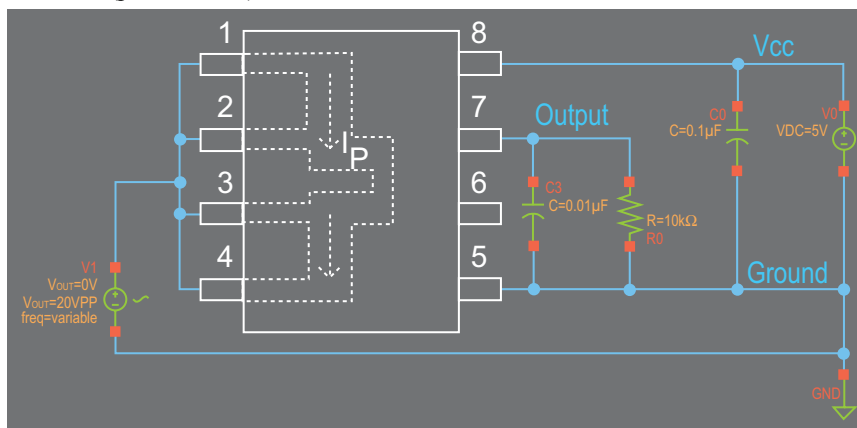 1
2
3
4
8
7
6
5
I
P
Output
Vcc
Ground
C0
C=0.1µF
V0
VDC=5V
C3
C=0.01µF
R=10kΩ
R0
V1
VOUT=0V
VOUT=20VPP
freq=variable
GND